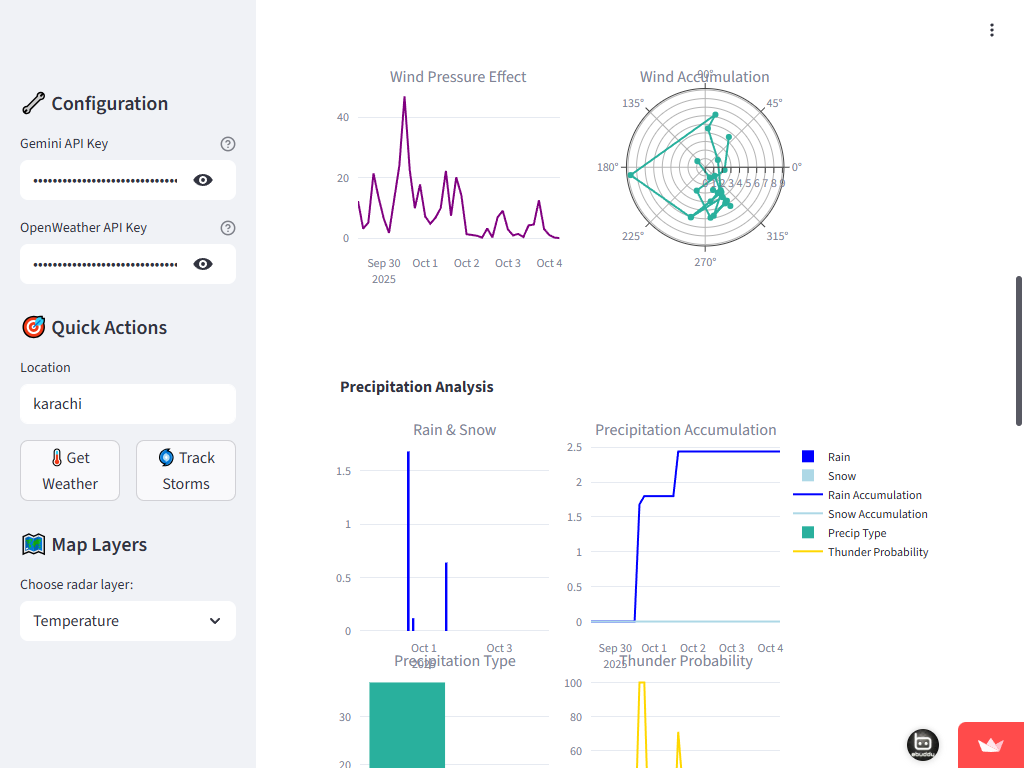 Configuration
Gemini API Key
••••••••••••••••••••••••••••••
OpenWeather API Key
••••••••••••••••••••••••••••••
Quick Actions
Location
karachi
Get Weather
Track Storms
Map Layers
Choose radar layer:
Temperature
Wind Pressure Effect
40
20
0
Sep 30 Oct 1 Oct 2 Oct 3 Oct 4
2025
Wind Accumulation
90°
135° 45°
180° 0°
0 1 2 3 4 5 6 7 8 9
225° 315°
270°
Precipitation Analysis
Rain & Snow
1.5
1
0.5
0
Oct 1 Oct 3
2025
Precipitation Accumulation
2.5
2
1.5
1
0.5
0
Sep 30 Oct 1 Oct 2 Oct 3 Oct 4
2025
Rain
Snow
Rain Accumulation
Snow Accumulation
Precip Type
Thunder Probability
Precipitation Type
30
20
Thunder Probability
100
80
60
abuddu